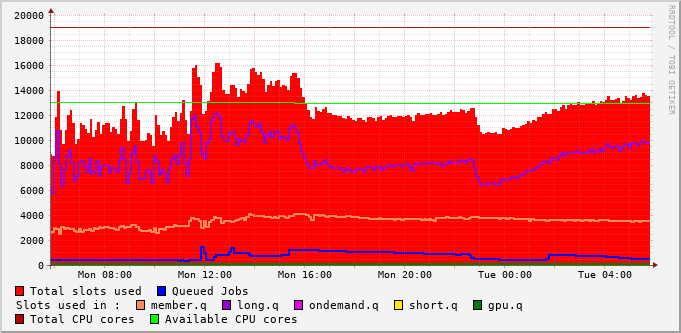 20000
18000
16000
14000
12000
10000
8000
6000
4000
2000
0
Mon 08:00 Mon 12:00 Mon 16:00 Mon 20:00 Tue 00:00 Tue 04:00
RRDTOOL / TOBI OETIKER
Total slots used Queued Jobs
Slots used in : member.q long.q ondemand.q short.q gpu.q
Total CPU cores Available CPU cores